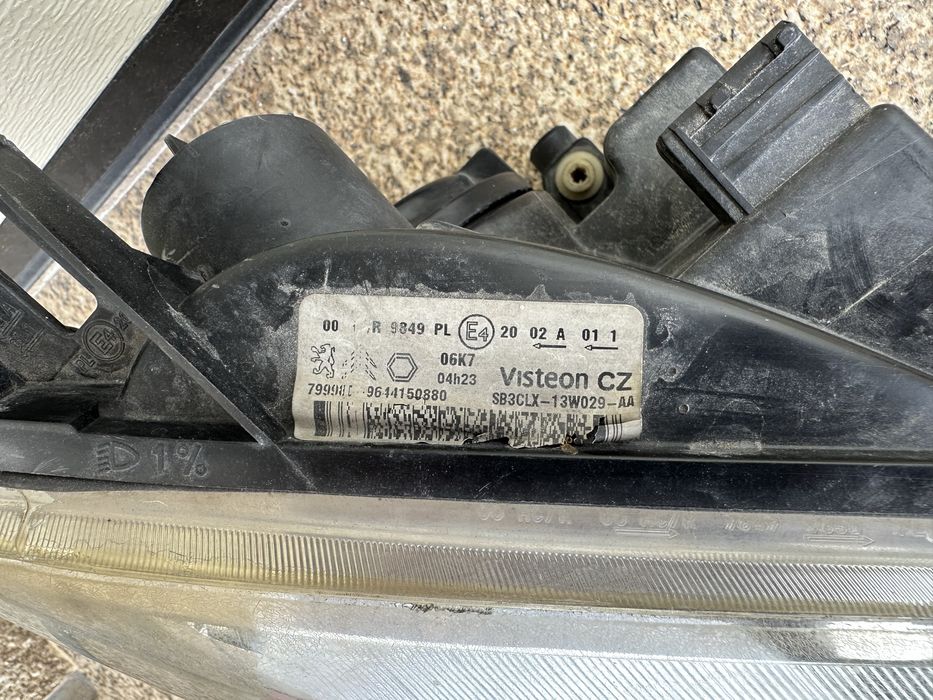 00 R 9849 PL E4 20 02 A 01 1
06K7
04h23
Visteon CZ
9644150880
SB3CLX-13W029-AA
1%